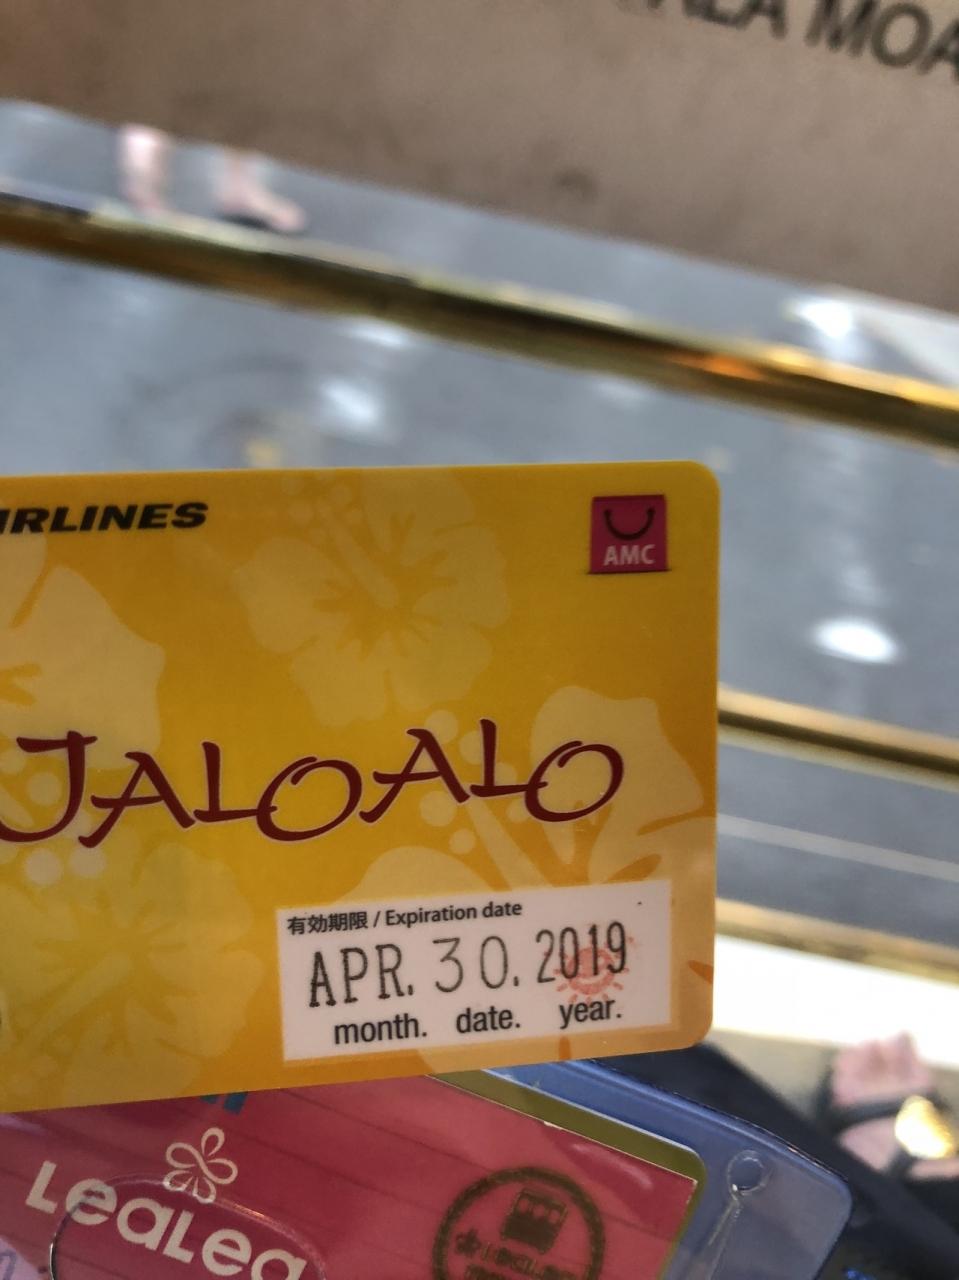 ALA MOA
IRLINES
AMC
JALOALO
有効期限 / Expiration date
APR. 30. 2019
month. date. year.
LeaLea